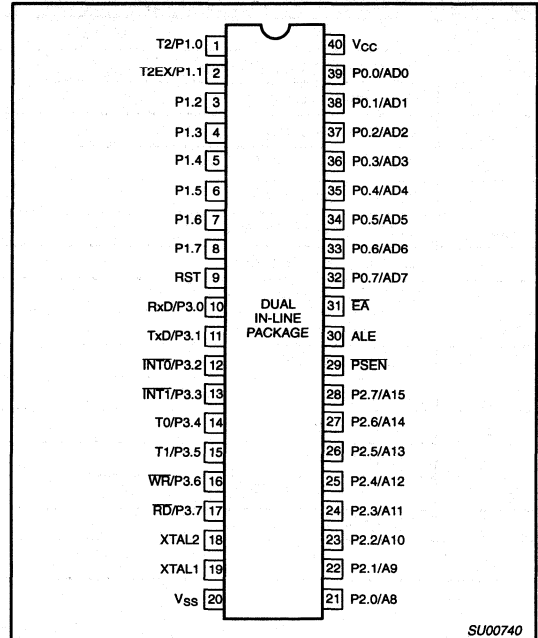 T2/P1.0 1 40 VCC
T2EX/P1.1 2 39 P0.0/AD0
P1.2 3 38 P0.1/AD1
P1.3 4 37 P0.2/AD2
P1.4 5 36 P0.3/AD3
P1.5 6 35 P0.4/AD4
P1.6 7 34 P0.5/AD5
P1.7 8 33 P0.6/AD6
RST 9 32 P0.7/AD7
RxD/P3.0 10 31 E̅A̅
TxD/P3.1 11 30 ALE
I̅N̅T̅0̅/P3.2 12 29 P̅S̅E̅N̅
I̅N̅T̅1̅/P3.3 13 28 P2.7/A15
T0/P3.4 14 27 P2.6/A14
T1/P3.5 15 26 P2.5/A13
W̅R̅/P3.6 16 25 P2.4/A12
R̅D̅/P3.7 17 24 P2.3/A11
XTAL2 18 23 P2.2/A10
XTAL1 19 22 P2.1/A9
VSS 20 21 P2.0/A8
DUAL
IN-LINE
PACKAGE
SU00740